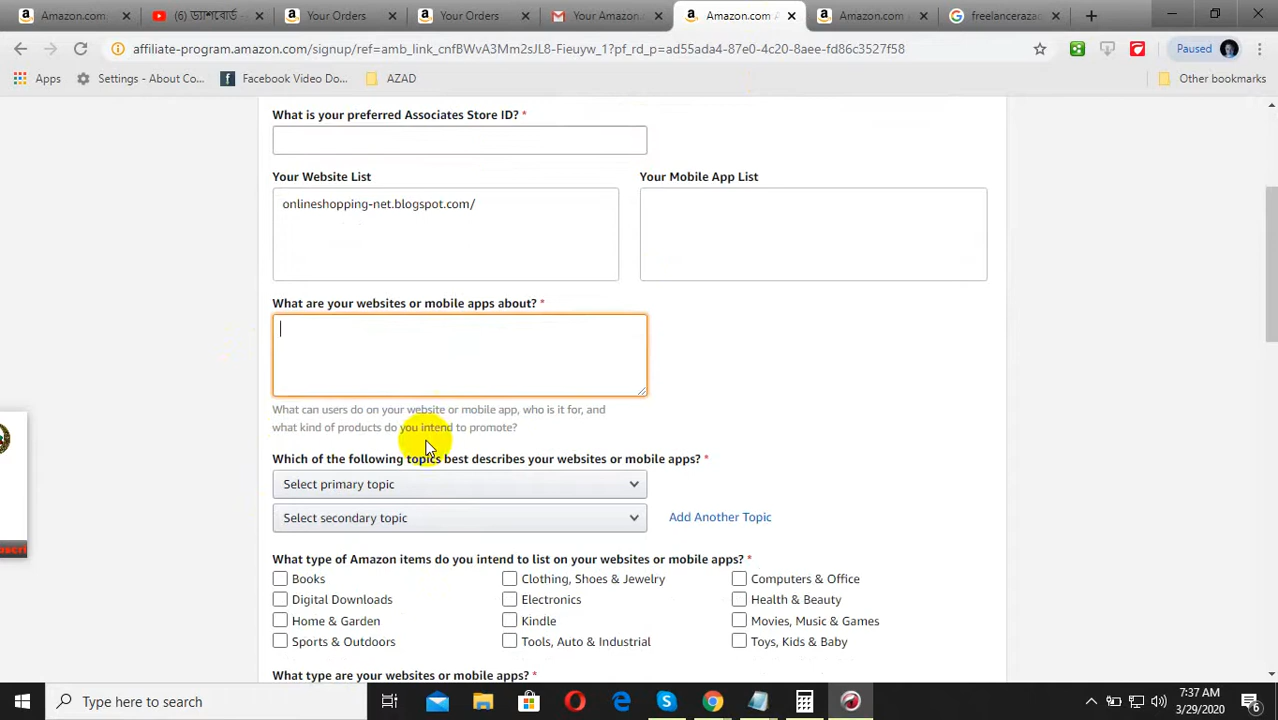 Amazon.com
(6) ড্যাশবোর্ড -
Your Orders
Your Orders
Your Amazon.
Amazon.com A
Amazon.com
freelancerazad
Paused
affiliate-program.amazon.com/signup/ref=amb_link_cnfBWvA3Mm2sJL8-Fieuyw_1?pf_rd_p=ad55ada4-87e0-4c20-8aee-fd86c3527f58
Apps
Settings - About Co...
Facebook Video Do...
AZAD
Other bookmarks
What is your preferred Associates Store ID? *
Your Website List
Your Mobile App List
onlineshopping-net.blogspot.com/
What are your websites or mobile apps about? *
What can users do on your website or mobile app, who is it for, and
what kind of products do you intend to promote?
Which of the following topics best describes your websites or mobile apps? *
Select primary topic
Select secondary topic
Add Another Topic
What type of Amazon items do you intend to list on your websites or mobile apps? *
Books
Clothing, Shoes & Jewelry
Computers & Office
Digital Downloads
Electronics
Health & Beauty
Home & Garden
Kindle
Movies, Music & Games
Sports & Outdoors
Tools, Auto & Industrial
Toys, Kids & Baby
What type are your websites or mobile apps? *
Type here to search
7:37 AM
3/29/2020
6